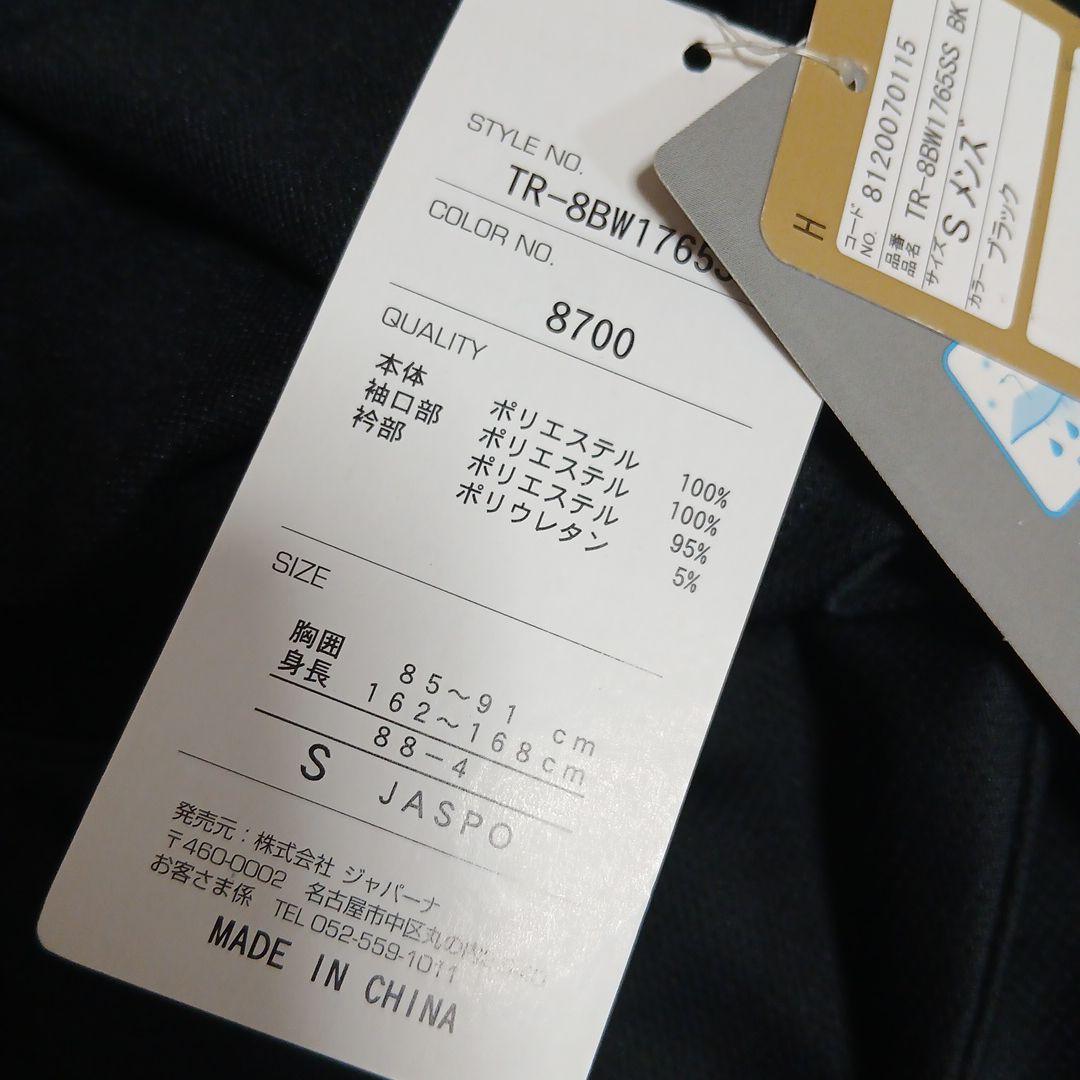 STYLE NO.
TR-8BW1765S
COLOR NO.
8700
QUALITY
本体 ポリエステル 100%
袖口部 ポリエステル 100%
衿部 ポリエステル 95%
ポリウレタン 5%
SIZE
胸囲 85～91 cm
身長 162～168cm
88-4
S JASPO
発売元：株式会社 ジャパーナ
〒460-0002 名古屋市中区丸の内
お客さま係 TEL 052-559-1011
MADE IN CHINA
H
コード NO. 8120070115
品番 品名 TR-8BW1765SS BK
サイズ S メンズ
カラー ブラック